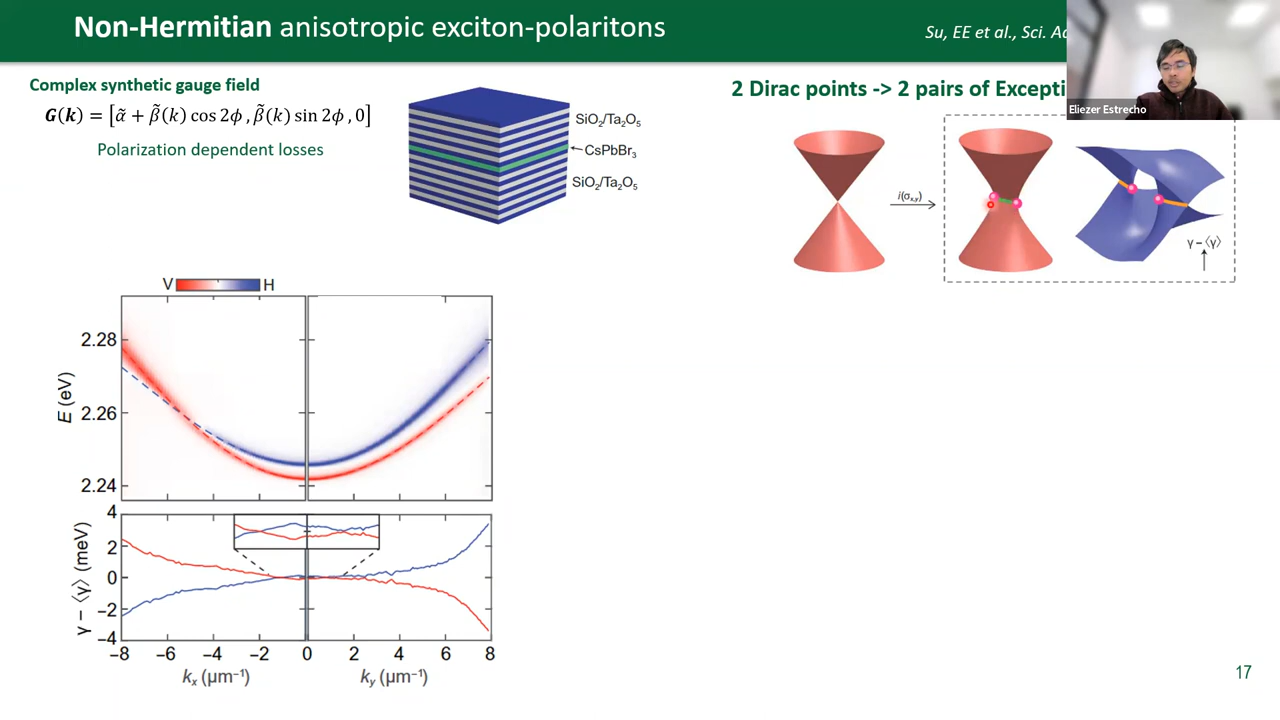 Non-Hermitian anisotropic exciton-polaritons
Su, EE et al., Sci.
Eliezer Estrecho
Complex synthetic gauge field
G(k) = [α̃ + β̃(k) cos 2ϕ , β̃(k) sin 2ϕ , 0]
Polarization dependent losses
SiO₂/Ta₂O₅
CsPbBr₃
SiO₂/Ta₂O₅
2 Dirac points -> 2 pairs of
i(σx,y)
γ − ⟨γ⟩
V H
E (eV)
2.28
2.26
2.24
γ − ⟨γ⟩ (meV)
4
2
0
−2
−4
−8 −6 −4 −2 0 2 4 6 8
kx (μm⁻¹) ky (μm⁻¹)
17